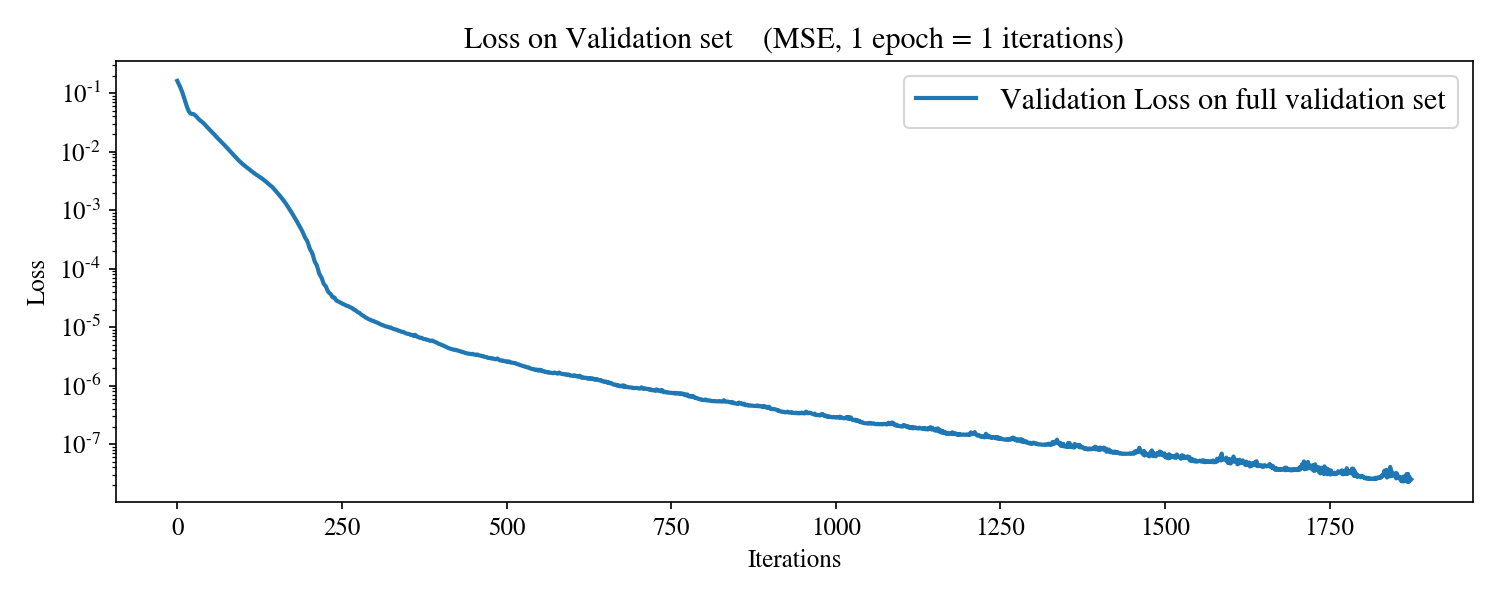 Loss on Validation set    (MSE, 1 epoch = 1 iterations)
Validation Loss on full validation set
Loss
10^-1
10^-2
10^-3
10^-4
10^-5
10^-6
10^-7
0 250 500 750 1000 1250 1500 1750
Iterations